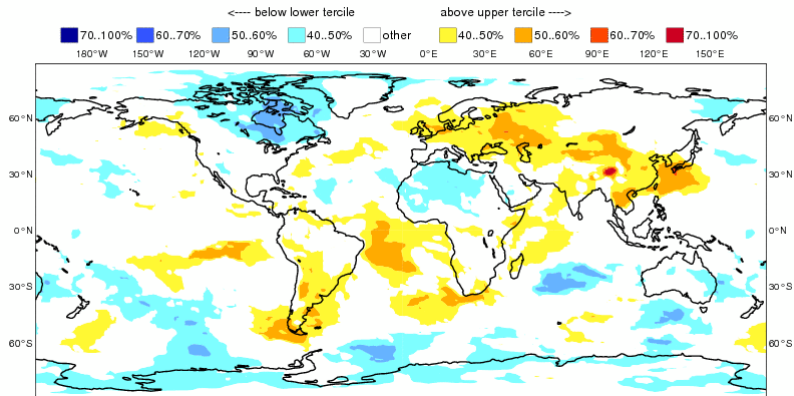 <---- below lower tercile above upper tercile ---->
70..100% 60..70% 50..60% 40..50% other 40..50% 50..60% 60..70% 70..100%
180°W 150°W 120°W 90°W 60°W 30°W 0°E 30°E 60°E 90°E 120°E 150°E
60°N 60°N
30°N 30°N
0°N 0°N
30°S 30°S
60°S 60°S